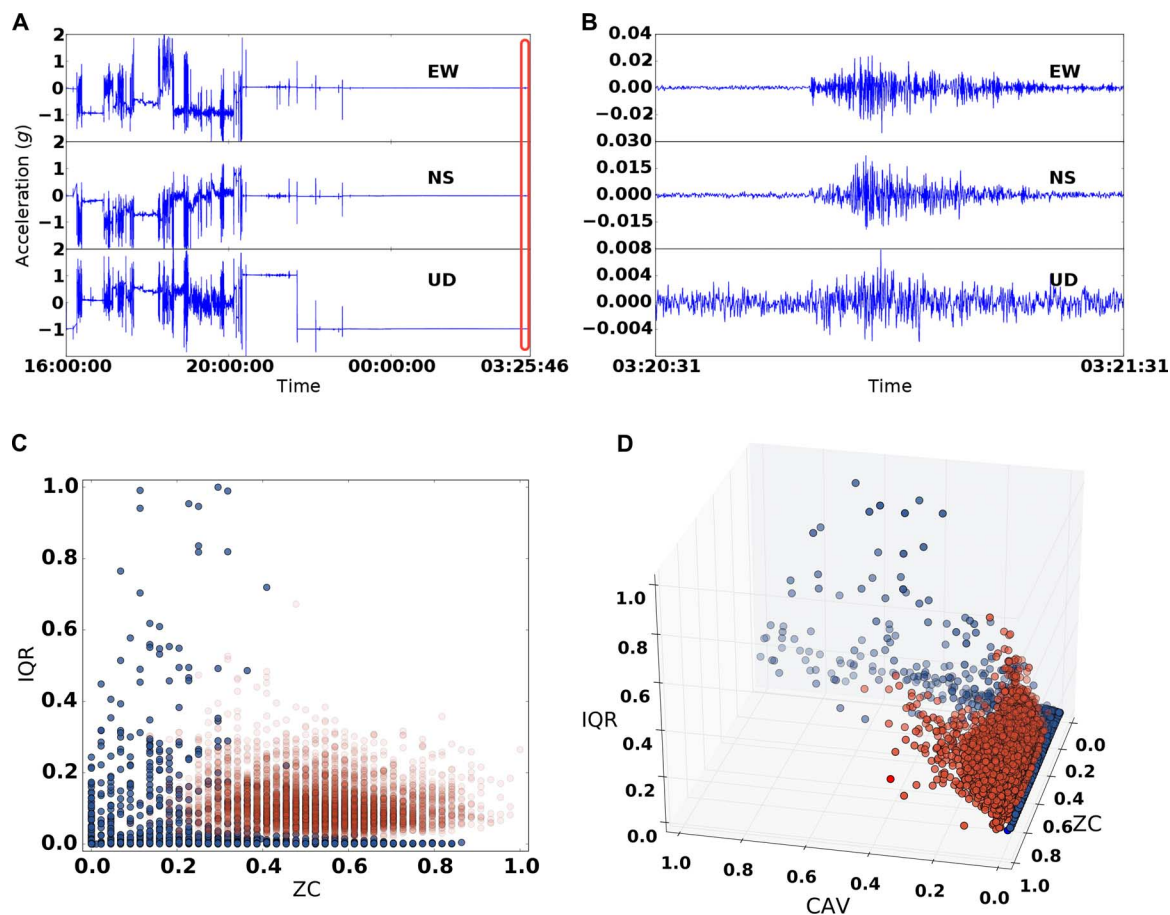 A
B
Acceleration (g)
2
1
0
−1
EW
2
1
0
−1
NS
2
1
0
−1
UD
16:00:00 20:00:00 00:00:00 03:25:46
Time
0.04
0.02
0.00
−0.02
EW
0.030
0.015
0.000
−0.015
NS
0.008
0.004
0.000
−0.004
UD
03:20:31 03:21:31
Time
C
IQR
1.0
0.8
0.6
0.4
0.2
0.0
0.0 0.2 0.4 0.6 0.8 1.0
ZC
D
IQR
1.0
0.8
0.6
0.4
0.2
0.0
1.0 0.8 0.6 0.4 0.2 0.0
CAV
0.0
0.2
0.4
0.6
0.8
1.0
ZC